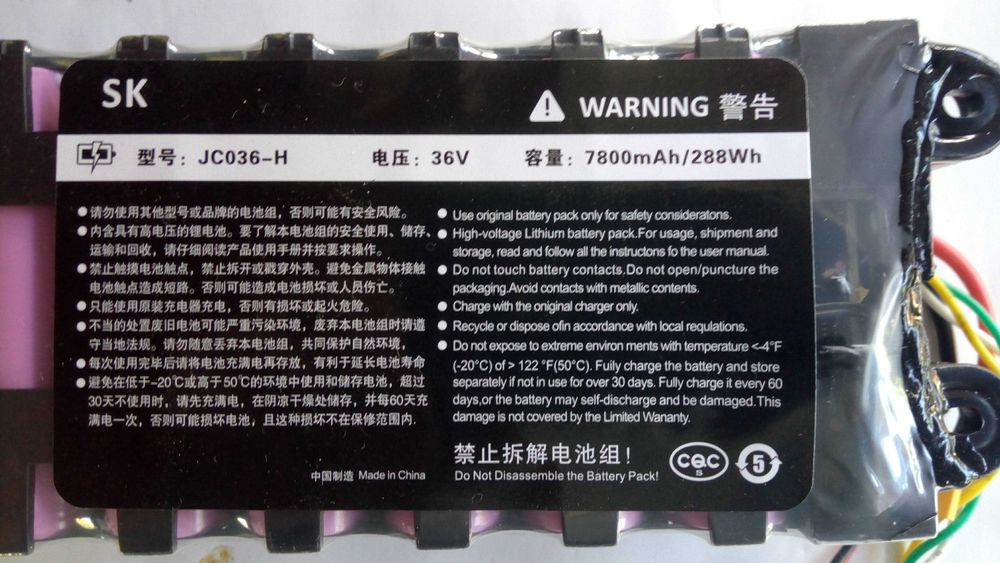 SK
WARNING 警告
型号：JC036-H 电压：36V 容量：7800mAh/288Wh
●请勿使用其他型号或品牌的电池组，否则可能有安全风险。
●内含具有高电压的锂电池。要了解本电池组的安全使用、储存、
运输和回收，请仔细阅读产品使用手册并按要求操作。
●禁止触摸电池触点，禁止拆开或戳穿外壳。避免金属物体接触
电池触点造成短路。否则可能造成电池损坏或人员伤亡。
●只能使用原装充电器充电，否则有损坏或起火危险。
●不当的处置废旧电池可能严重污染环境，废弃本电池组时请遵
守当地法规。请勿随意丢弃本电池组，共同保护自然环境，
●每次使用完毕后请将电池充满电再存放，有利于延长电池寿命
●避免在低于-20℃或高于50℃的环境中使用和储存电池，超过
30天不使用时，请先充满电，在阴凉干燥处储存，并每60天充
满电一次，否则可能损坏电池，且这种损坏不在保修范围内.
中国制造 Made in China
● Use original battery pack only for safety consideratons.
● High-voltage Lithium battery pack.For usage, shipment and
storage, read and follow all the instructons fo the user manual.
● Do not touch battery contacts.Do not open/puncture the
packaging.Avoid contacts with metallic contents.
● Charge with the oniginal charger only.
● Recycle or dispose ofin accordance with local requlations.
● Do not expose to extreme environ ments with temperature <-4°F
(-20°C) of > 122 °F(50°C). Fully charge the battery and store
separately if not in use for over 30 days. Fully charge it every 60
days,or the battery may self-discharge and be damaged.This
damage is not covered by the Limited Wananty.
禁止拆解电池组！
Do Not Disassemble the Battery Pack!
CQC
S
5